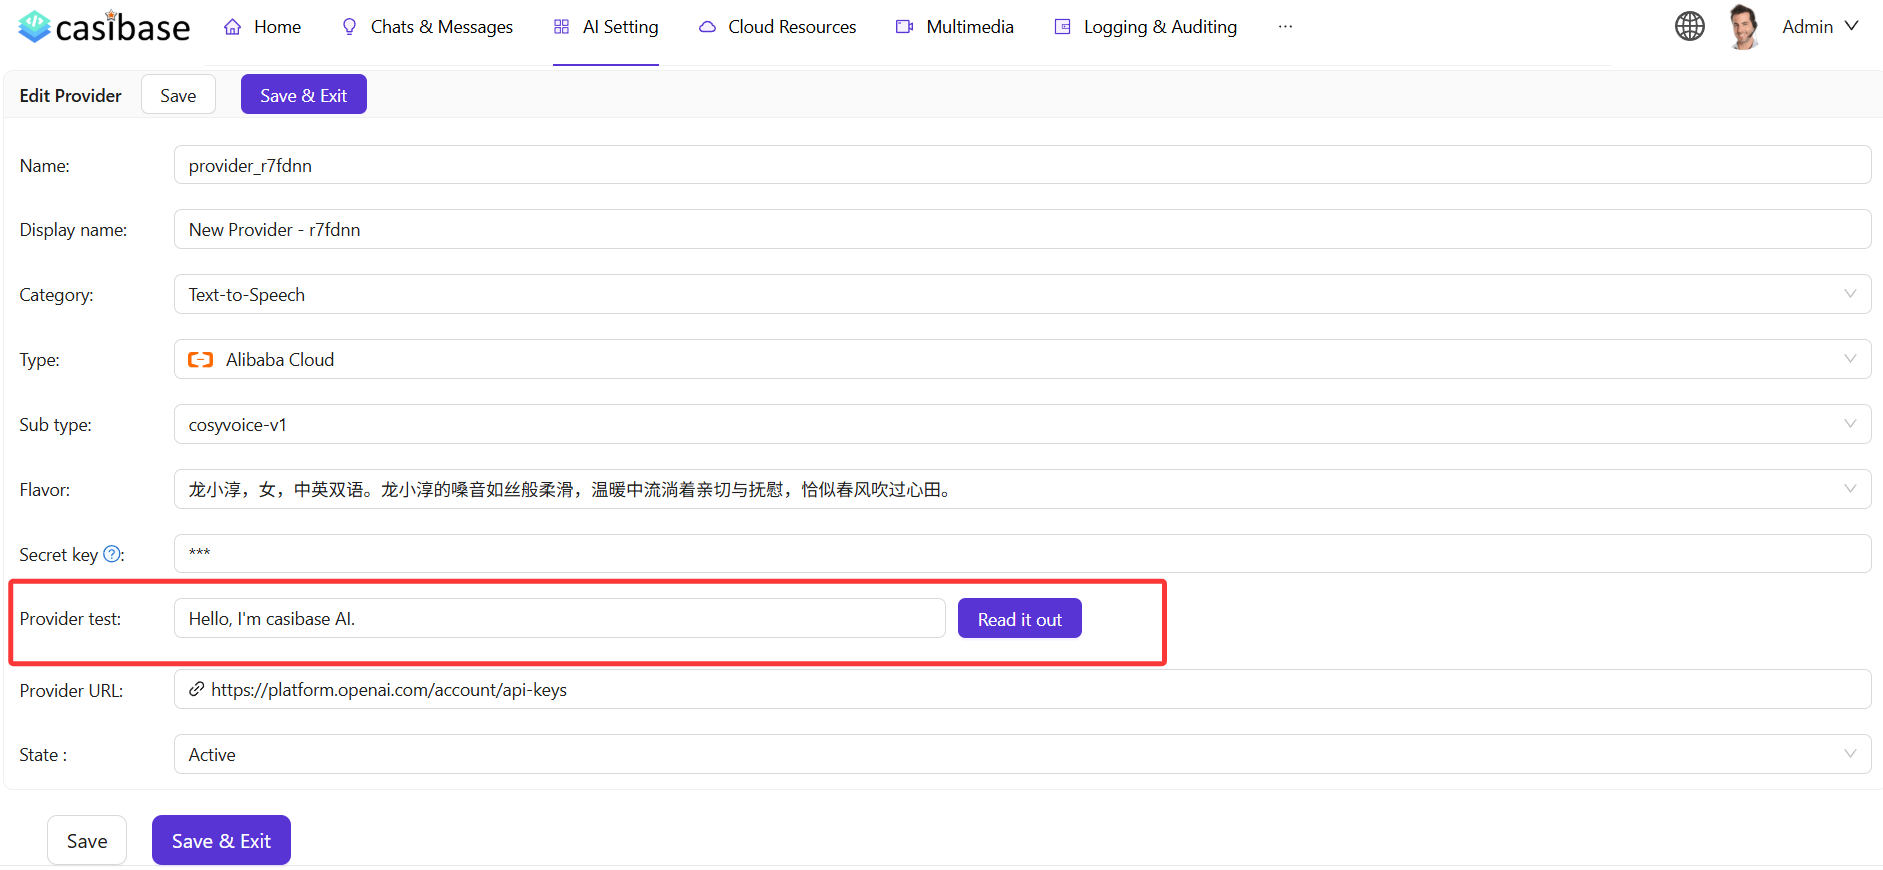 casibase Home Chats & Messages AI Setting Cloud Resources Multimedia Logging & Auditing ··· Admin
Edit Provider Save Save & Exit
Name: provider_r7fdnn
Display name: New Provider - r7fdnn
Category: Text-to-Speech
Type: Alibaba Cloud
Sub type: cosyvoice-v1
Flavor: 龙小淳，女，中英双语。龙小淳的嗓音如丝般柔滑，温暖中流淌着亲切与抚慰，恰似春风吹过心田。
Secret key ?: ***
Provider test: Hello, I'm casibase AI. Read it out
Provider URL: https://platform.openai.com/account/api-keys
State : Active
Save Save & Exit